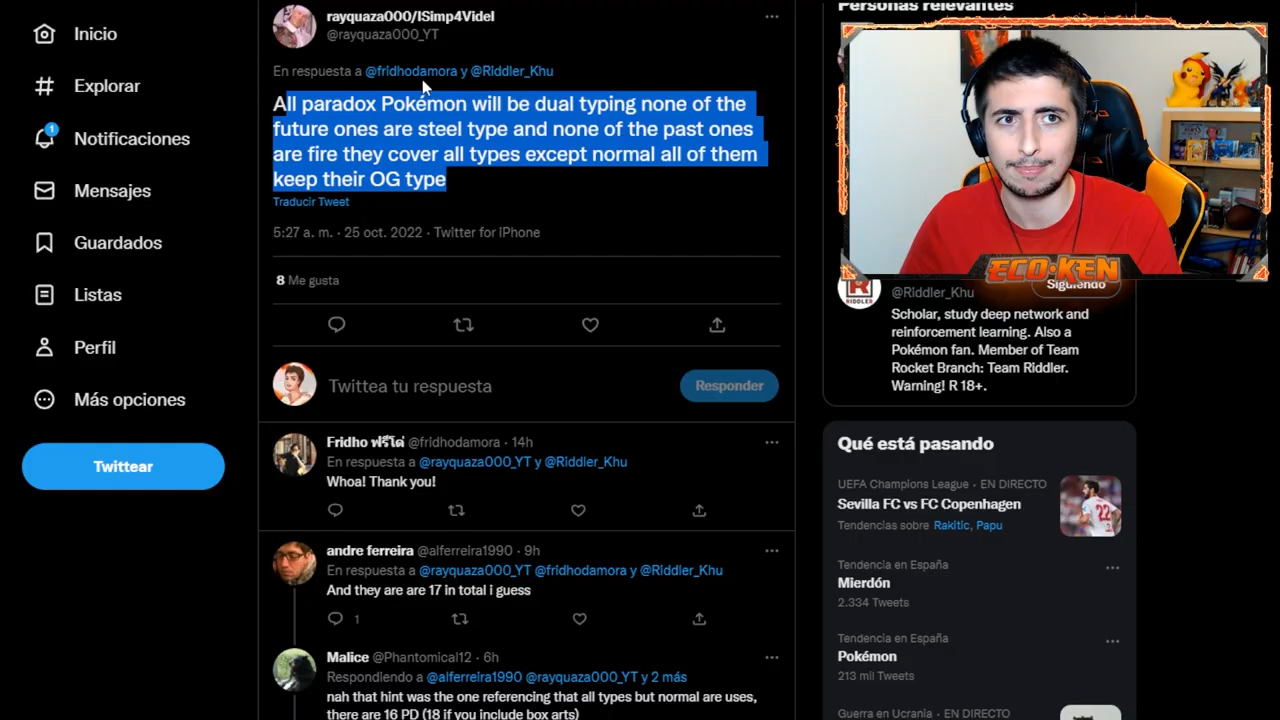 Inicio
Explorar
1
Notificaciones
Mensajes
Guardados
Listas
Perfil
Más opciones
Twittear
rayquaza000/ISimp4Videl
@rayquaza000_YT
En respuesta a @fridhodamora y @Riddler_Khu
All paradox Pokémon will be dual typing none of the
future ones are steel type and none of the past ones
are fire they cover all types except normal all of them
keep their OG type
Traducir Tweet
5:27 a. m. · 25 oct. 2022 · Twitter for iPhone
8 Me gusta
Twittea tu respuesta
Responder
Fridho ฟรีโด่ @fridhodamora · 14h
En respuesta a @rayquaza000_YT y @Riddler_Khu
Whoa! Thank you!
andre ferreira @alferreira1990 · 9h
En respuesta a @rayquaza000_YT @fridhodamora y @Riddler_Khu
And they are are 17 in total i guess
1
Malice @Phantomical12 · 6h
Respondiendo a @alferreira1990 @rayquaza000_YT y 2 más
nah that hint was the one referencing that all types but normal are uses,
there are 16 PD (18 if you include box arts)
Personas relevantes
ECO·KEN
RIDDLER
@Riddler_Khu
Siguiendo
Scholar, study deep network and
reinforcement learning. Also a
Pokémon fan. Member of Team
Rocket Branch: Team Riddler.
Warning! R 18+.
Qué está pasando
UEFA Champions League · EN DIRECTO
Sevilla FC vs FC Copenhagen
Tendencias sobre Rakitic, Papu
22
Tendencia en España
Mierdón
2.334 Tweets
Tendencia en España
Pokémon
213 mil Tweets
Guerra en Ucrania · EN DIRECTO